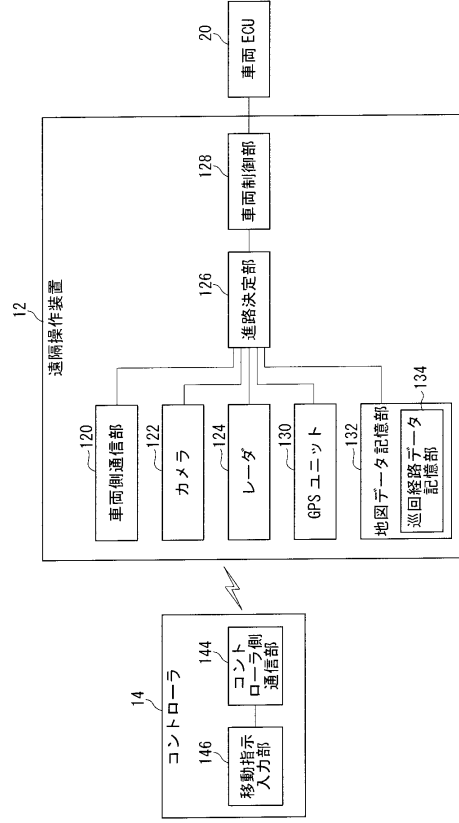 14
コントローラ
146
移動指示
入力部
144
コント
ローラ側
通信部
12
遠隔操作装置
120
車両側通信部
122
カメラ
124
レーダ
130
GPSユニット
132
地図データ記憶部
134
巡回経路データ
記憶部
126
進路決定部
128
車両制御部
20
車両ECU